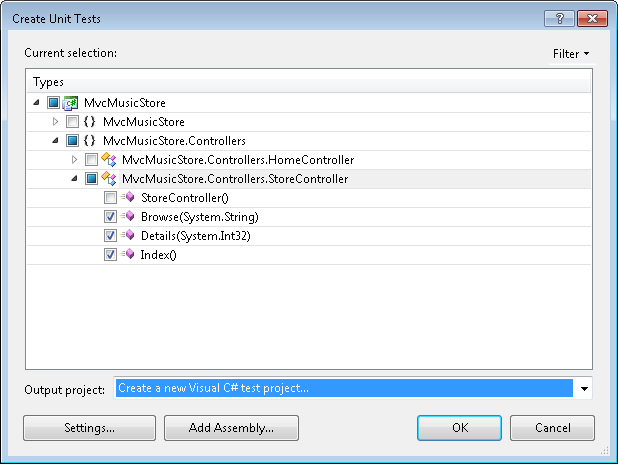 Create Unit Tests
Current selection:
Filter
Types
MvcMusicStore
{} MvcMusicStore
{} MvcMusicStore.Controllers
MvcMusicStore.Controllers.HomeController
MvcMusicStore.Controllers.StoreController
StoreController()
Browse(System.String)
Details(System.Int32)
Index()
Output project: Create a new Visual C# test project...
Settings... Add Assembly... OK Cancel